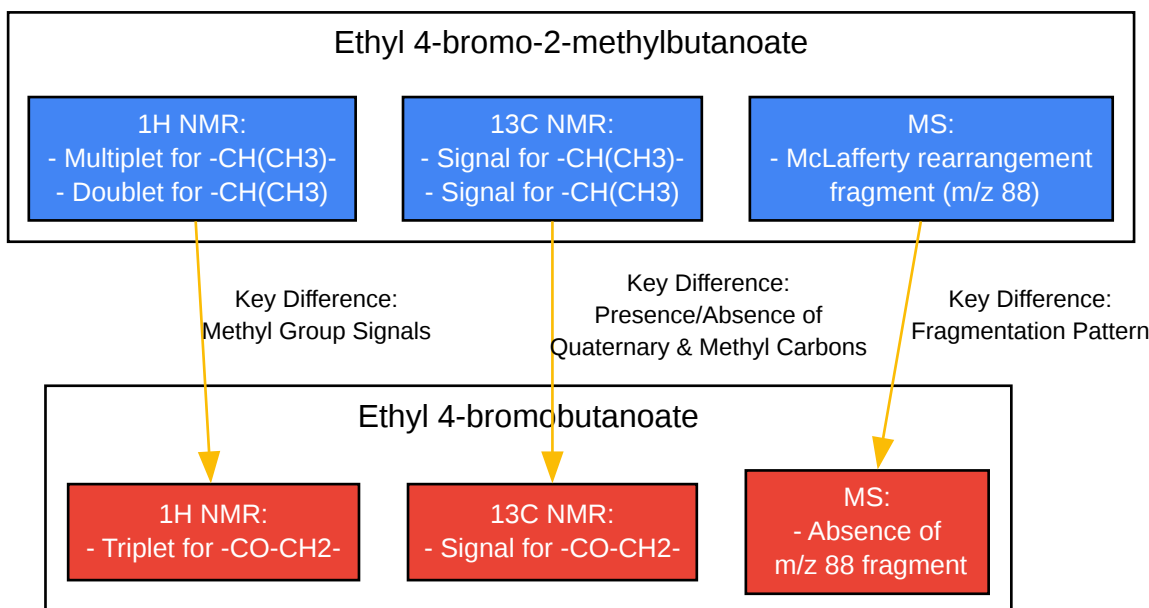 Ethyl 4-bromo-2-methylbutanoate
1H NMR:
- Multiplet for -CH(CH3)-
- Doublet for -CH(CH3)
13C NMR:
- Signal for -CH(CH3)-
- Signal for -CH(CH3)
MS:
- McLafferty rearrangement
fragment (m/z 88)
Key Difference:
Methyl Group Signals
Key Difference:
Presence/Absence of
Quaternary & Methyl Carbons
Key Difference:
Fragmentation Pattern
Ethyl 4-bromobutanoate
1H NMR:
- Triplet for -CO-CH2-
13C NMR:
- Signal for -CO-CH2-
MS:
- Absence of
m/z 88 fragment